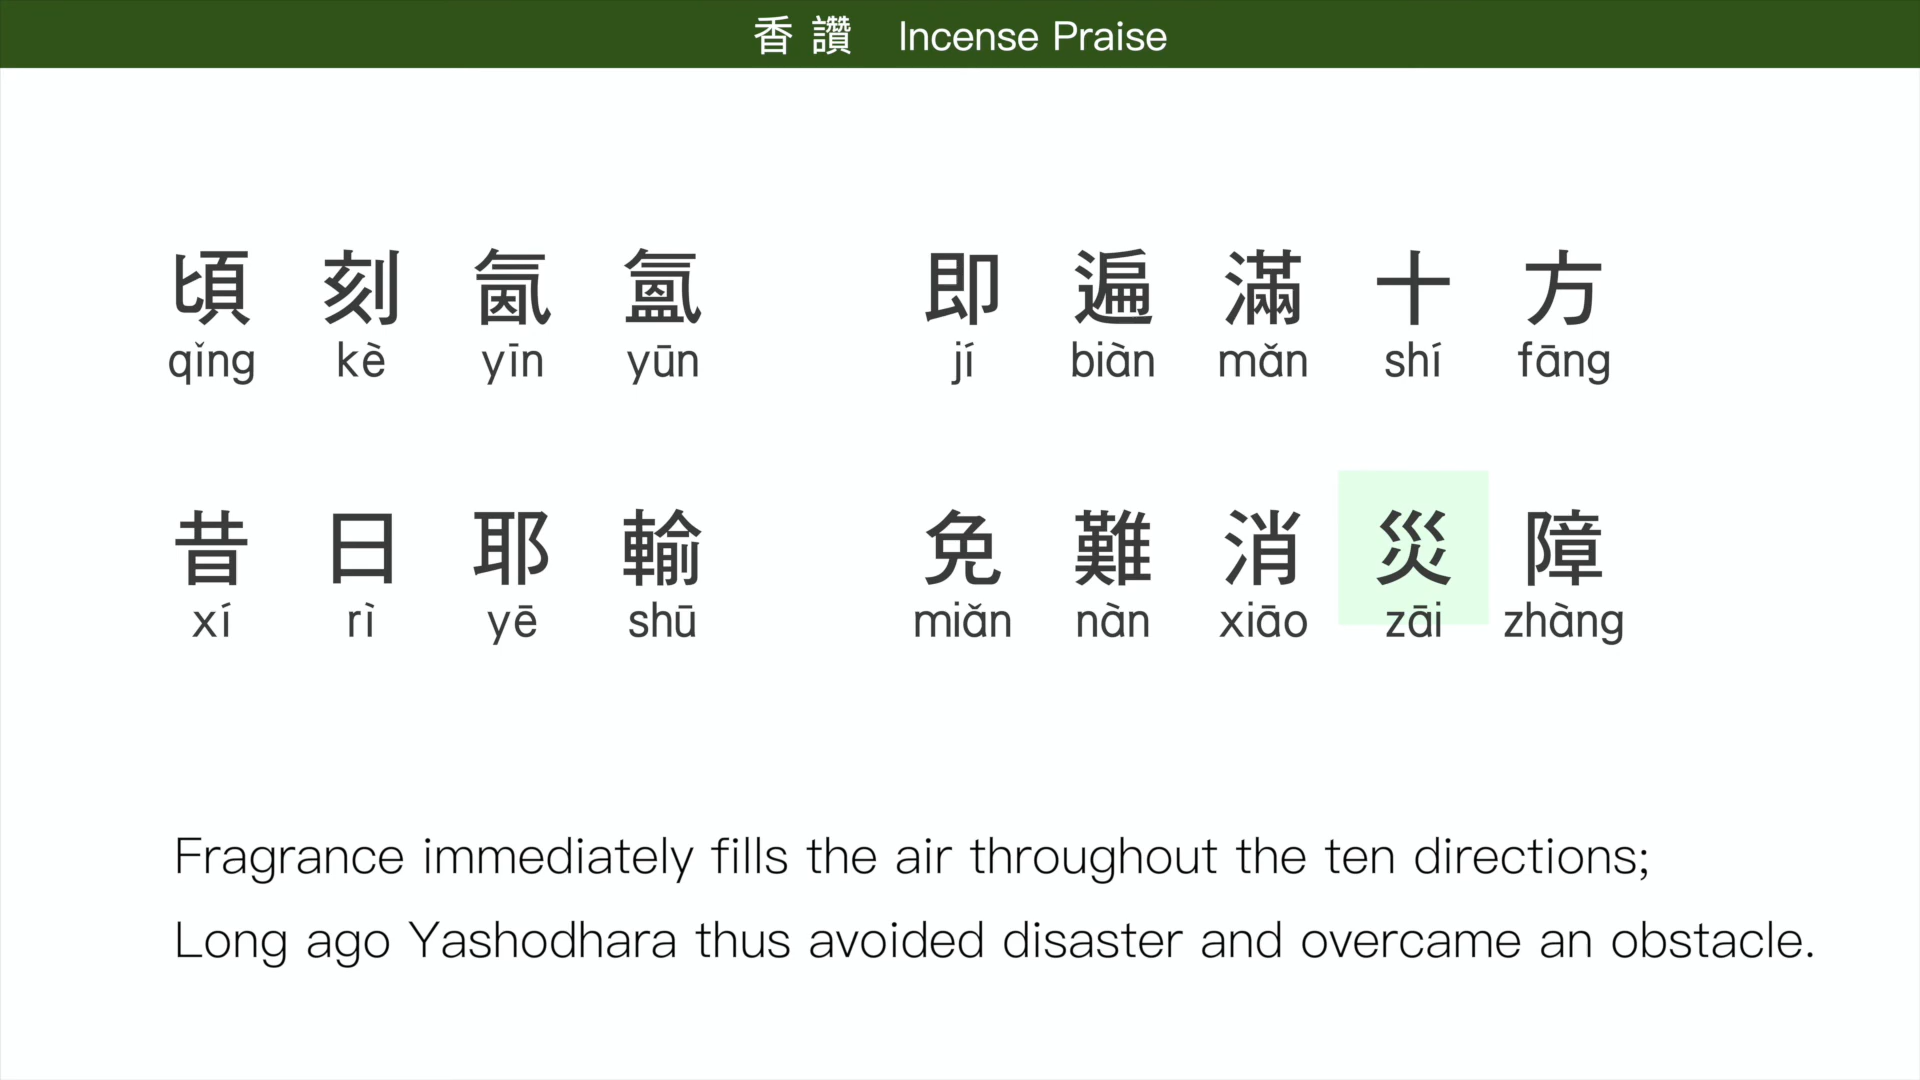 香讚 Incense Praise
頃刻氤氳 即遍滿十方
qǐng kè yīn yūn jí biàn mǎn shí fāng
昔日耶輸 免難消災障
xí rì yē shū miǎn nàn xiāo zāi zhàng
Fragrance immediately fills the air throughout the ten directions;
Long ago Yashodhara thus avoided disaster and overcame an obstacle.